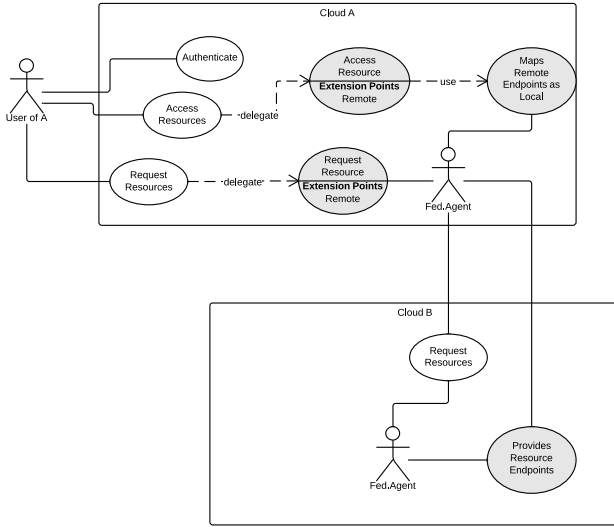 Cloud A
Authenticate
User of A
Access
Resources
delegate
Access
Resource
Extension Points
Remote
use
Maps
Remote
Endpoints as
Local
Request
Resources
delegate
Request
Resource
Extension Points
Remote
Fed.Agent
Cloud B
Request
Resources
Fed.Agent
Provides
Resource
Endpoints